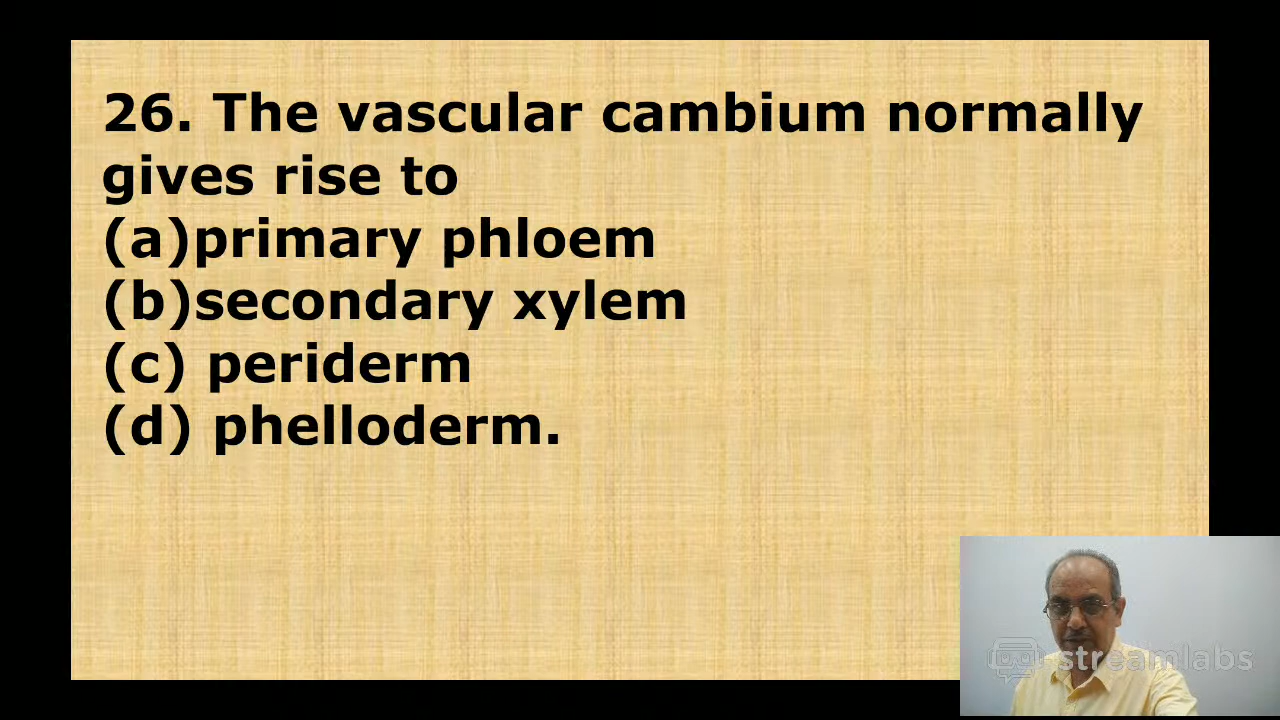 26. The vascular cambium normally
gives rise to
(a)primary phloem
(b)secondary xylem
(c) periderm
(d) phelloderm.
streamlabs